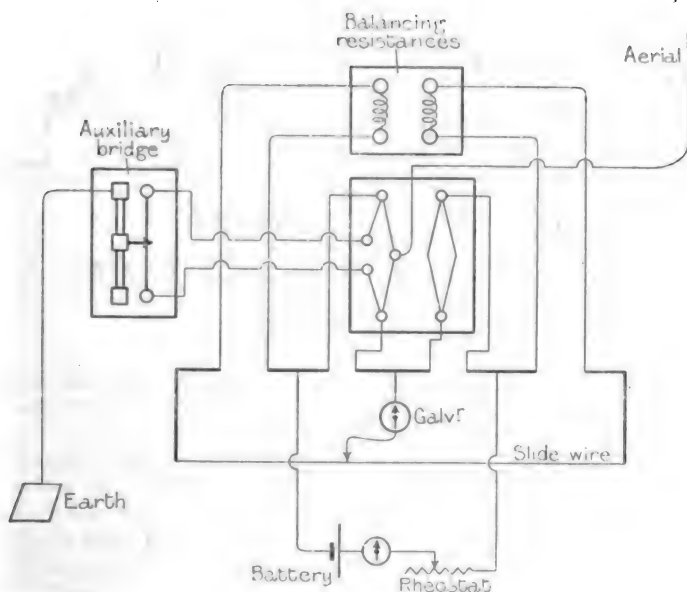 Balancing
resistances
Aerial
Auxiliary
bridge
Galvr
Slide wire
Earth
Battery
Rheostat